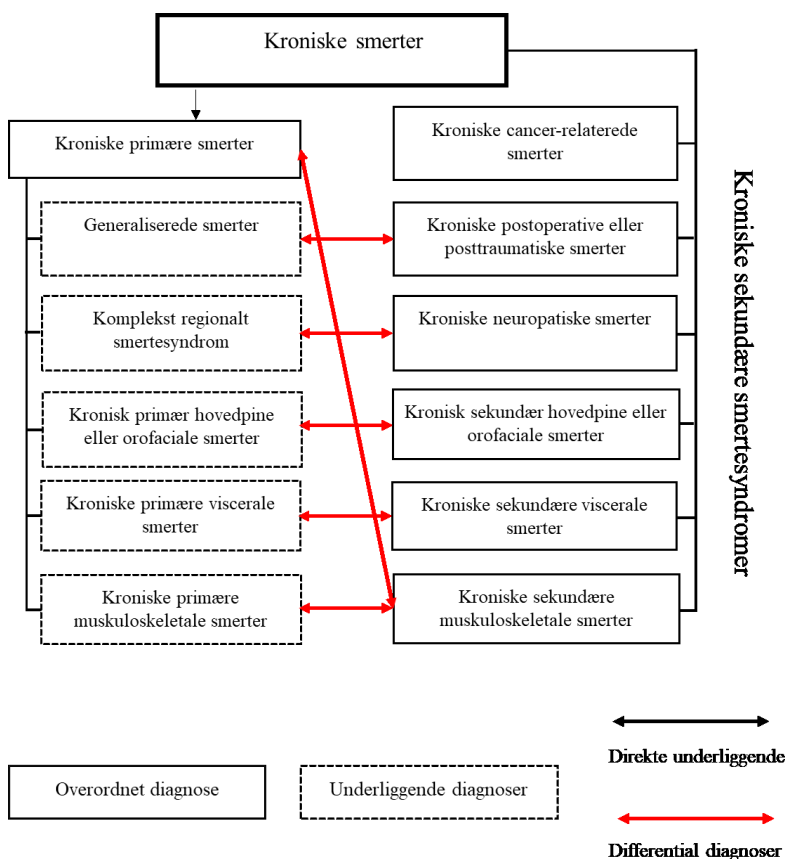 Kroniske smerter
Kroniske primære smerter
Generaliserede smerter
Komplekst regionalt
smertesyndrom
Kronisk primær hovedpine
eller orofaciale smerter
Kroniske primære viscerale
smerter
Kroniske primære
muskuloskeletale smerter
Kroniske cancer-relaterede
smerter
Kroniske postoperative eller
posttraumatiske smerter
Kroniske neuropatiske smerter
Kronisk sekundær hovedpine eller
orofaciale smerter
Kroniske sekundære viscerale
smerter
Kroniske sekundære
muskuloskeletale smerter
Kroniske sekundære smertesyndromer
Overordnet diagnose
Underliggende diagnoser
Direkte underliggende
Differential diagnoser